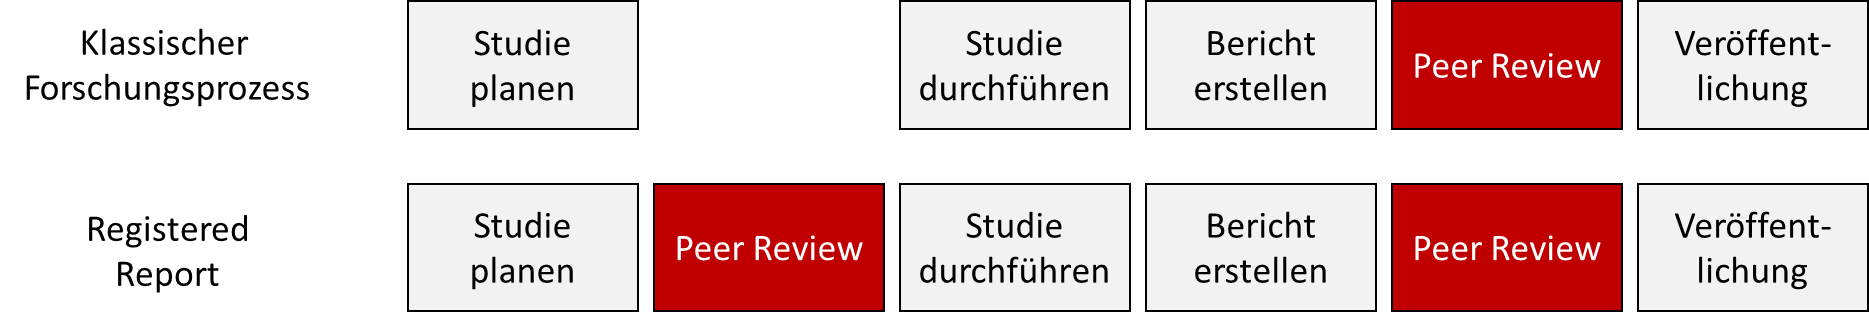 Klassischer
Forschungsprozess
Studie
planen
Studie
durchführen
Bericht
erstellen
Peer Review
Veröffent-
lichung
Registered
Report
Studie
planen
Peer Review
Studie
durchführen
Bericht
erstellen
Peer Review
Veröffent-
lichung